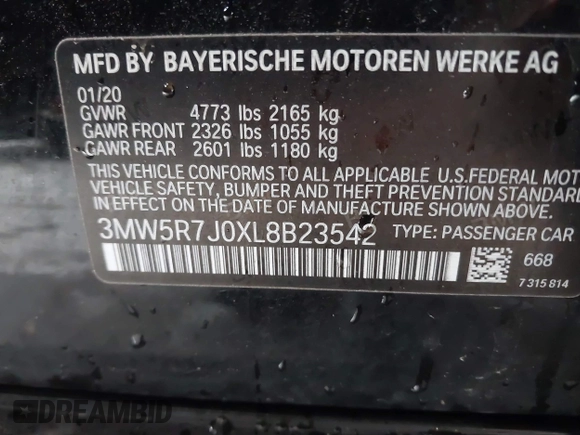 MFD BY BAYERISCHE MOTOREN WERKE AG
01/20
GVWR 4773 lbs 2165 kg
GAWR FRONT 2326 lbs 1055 kg
GAWR REAR 2601 lbs 1180 kg
THIS VEHICLE CONFORMS TO ALL APPLICABLE U.S.FEDERAL MOT
VEHICLE SAFETY, BUMPER AND THEFT PREVENTION STANDAR
IN EFFECT ON THE DATE OF MANUFACTURE SHOWN ABOVE.
3MW5R7J0XL8B23542 TYPE: PASSENGER CAR
668
7 315 814
DREAMBID